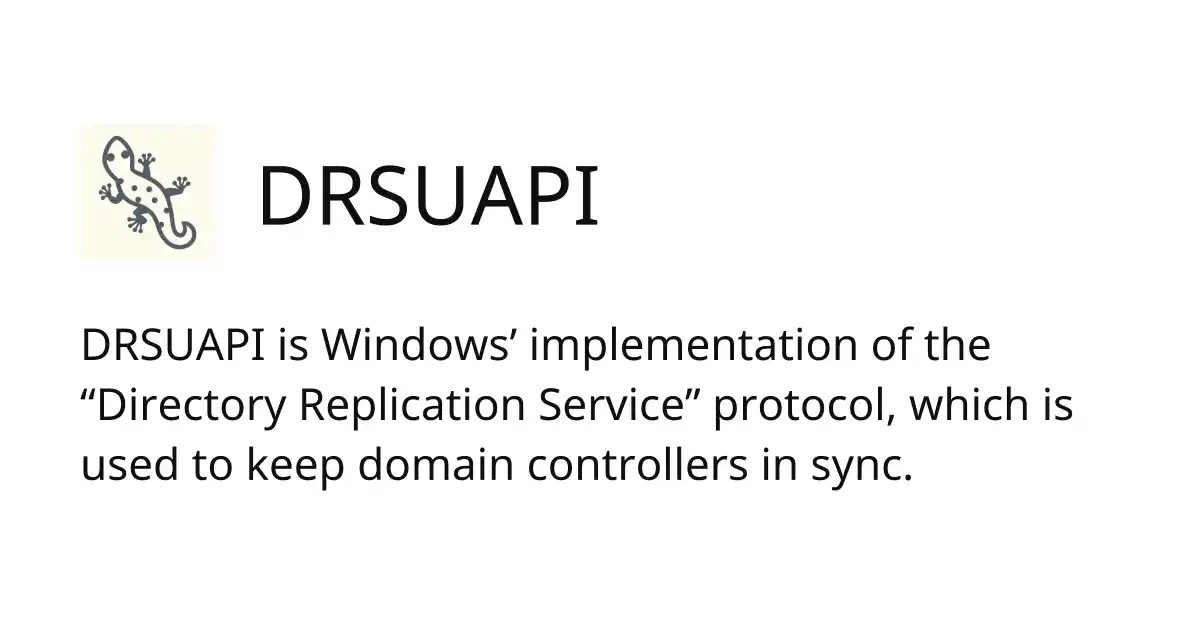 DRSUAPI
DRSUAPI is Windows’ implementation of the
“Directory Replication Service” protocol, which is
used to keep domain controllers in sync.